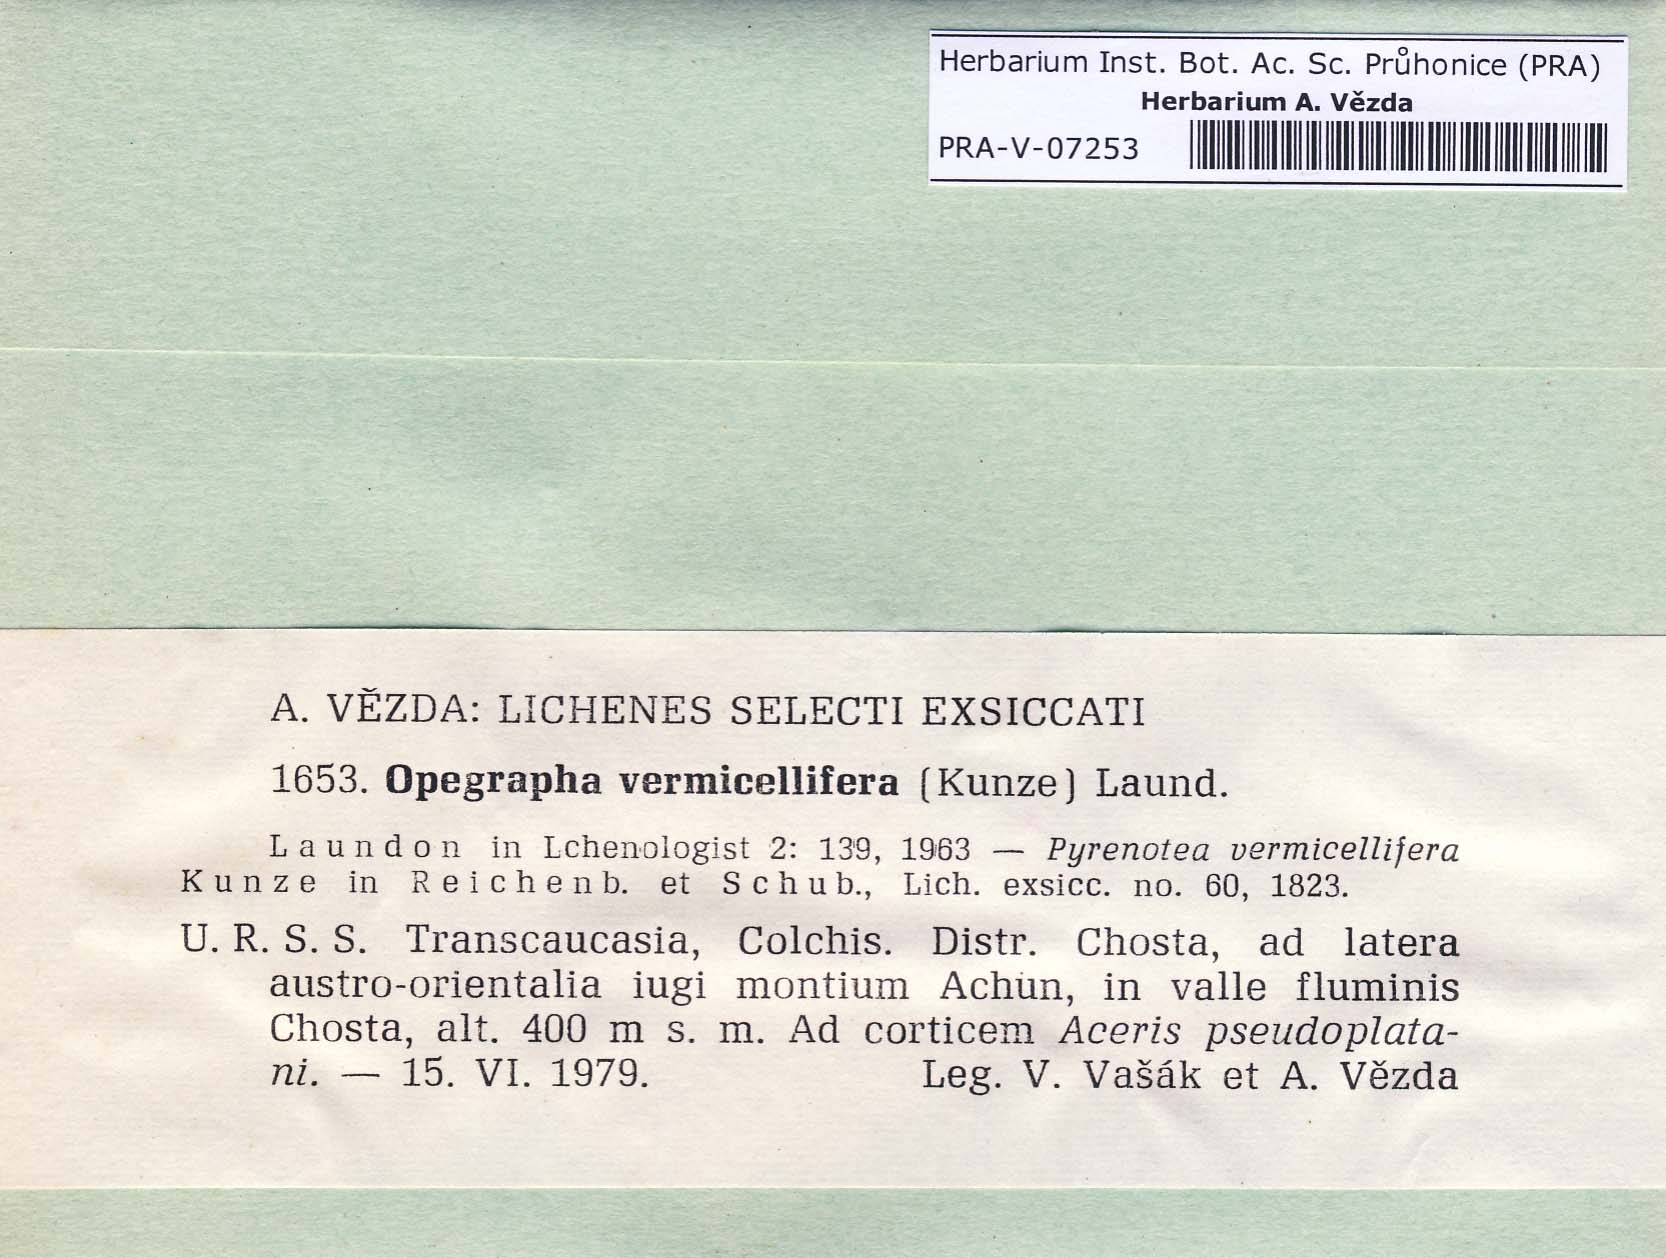 Herbarium Inst. Bot. Ac. Sc. Průhonice (PRA)
Herbarium A. Vězda
PRA-V-07253
A. VĚZDA: LICHENES SELECTI EXSICCATI
1653. Opegrapha vermicellifera (Kunze) Laund.
Laundon in Lchenologist 2: 139, 1963 — Pyrenotea vermicellifera
Kunze in Reichenb. et Schub., Lich. exsicc. no. 60, 1823.
U. R. S. S. Transcaucasia, Colchis. Distr. Chosta, ad latera
austro-orientalia iugi montium Achun, in valle fluminis
Chosta, alt. 400 m s. m. Ad corticem Aceris pseudoplata-
ni. — 15. VI. 1979. Leg. V. Vašák et A. Vězda